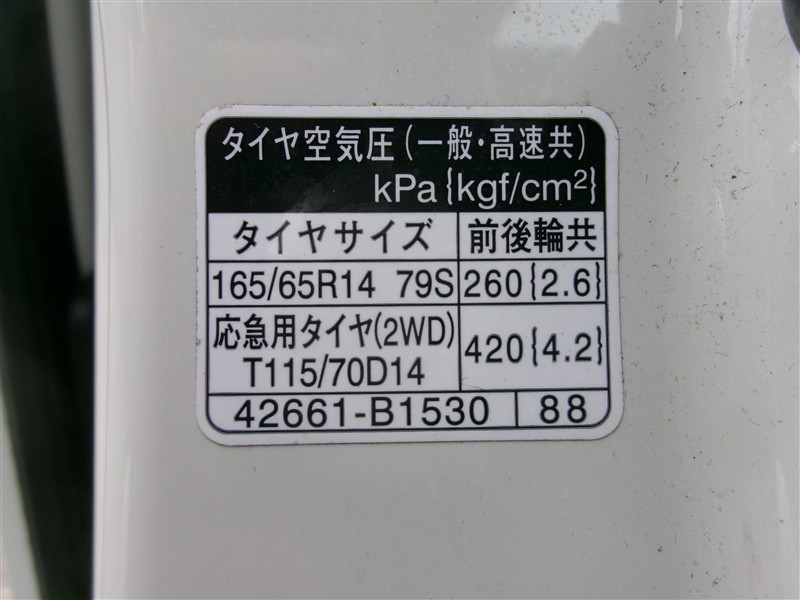 タイヤ空気圧(一般・高速共)
kPa{kgf/cm²}
タイヤサイズ 前後輪共
165/65R14 79S 260{2.6}
応急用タイヤ(2WD)
T115/70D14 420{4.2}
42661-B1530 88